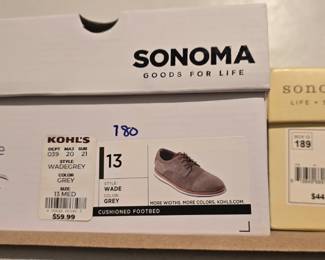 SONOMA
GOODS FOR LIFE
KOHL'S
DEPT MAJ SUB
039 20 21
STYLE
WADEGREY
COLOR
GREY
SIZE
13 MED
$59.99
180
13
STYLE:
WADE
COLOR:
GREY
MORE WIDTHS. MORE COLORS. KOHLS.COM
CUSHIONED FOOTBED
sono
LIFE +
189
$44